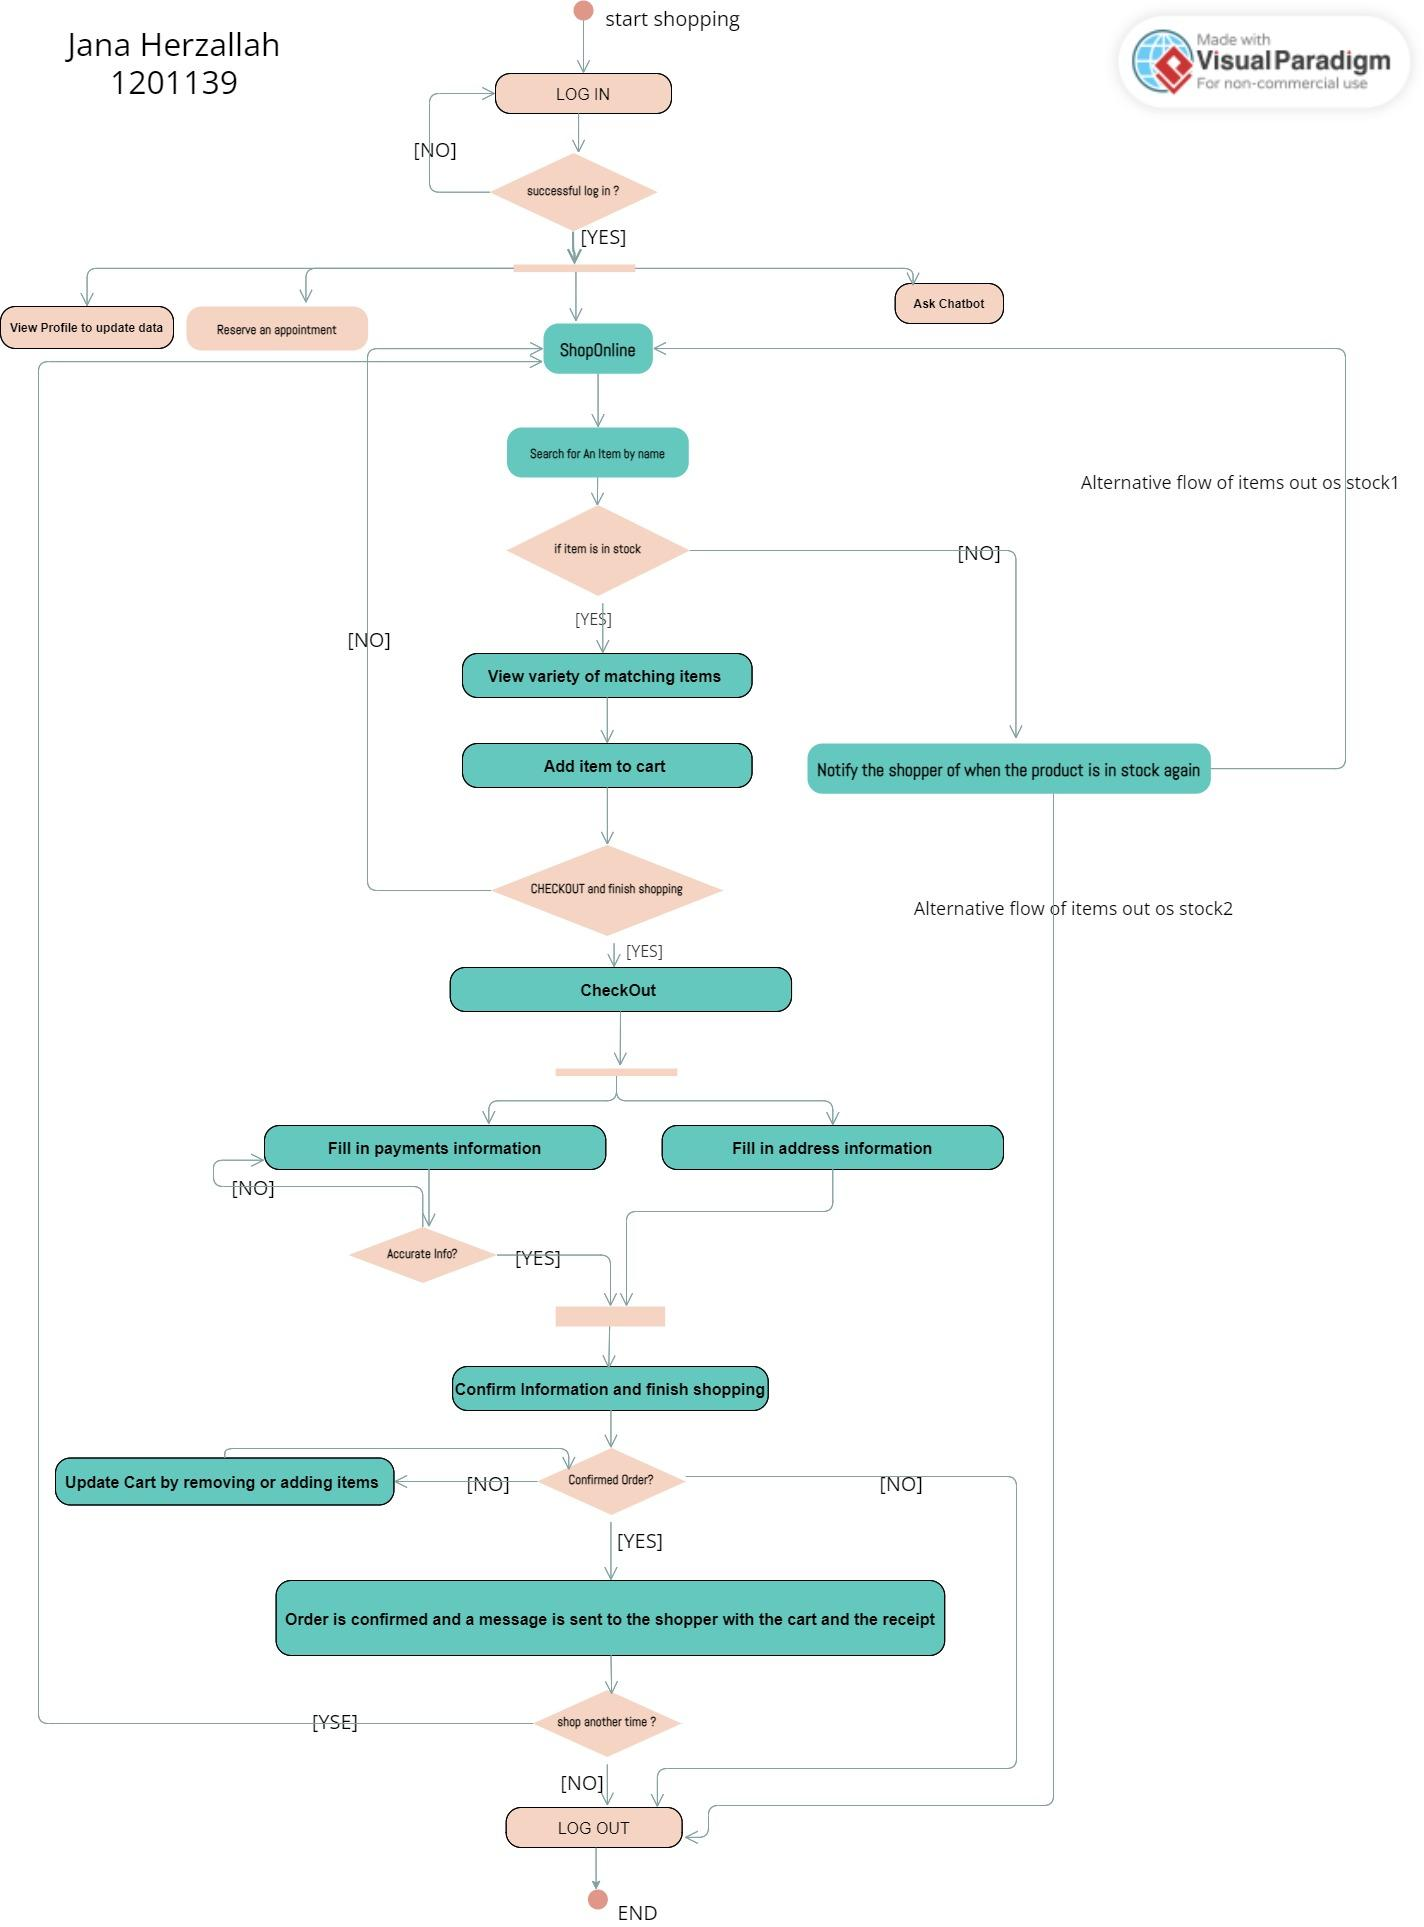 start shopping
Jana Herzallah
1201139
Made with
VisualParadigm
For non-commercial use
LOG IN
[NO]
successful log in ?
[YES]
View Profile to update data
Reserve an appointment
Ask Chatbot
ShopOnline
Search for An Item by name
Alternative flow of items out os stock1
if item is in stock
[NO]
[YES]
[NO]
View variety of matching items
Add item to cart
Notify the shopper of when the product is in stock again
CHECKOUT and finish shopping
Alternative flow of items out os stock2
[YES]
CheckOut
Fill in payments information
Fill in address information
[NO]
Accurate Info?
[YES]
Confirm Information and finish shopping
Update Cart by removing or adding items
[NO]
Confirmed Order?
[NO]
[YES]
Order is confirmed and a message is sent to the shopper with the cart and the receipt
[YSE]
shop another time ?
[NO]
LOG OUT
END